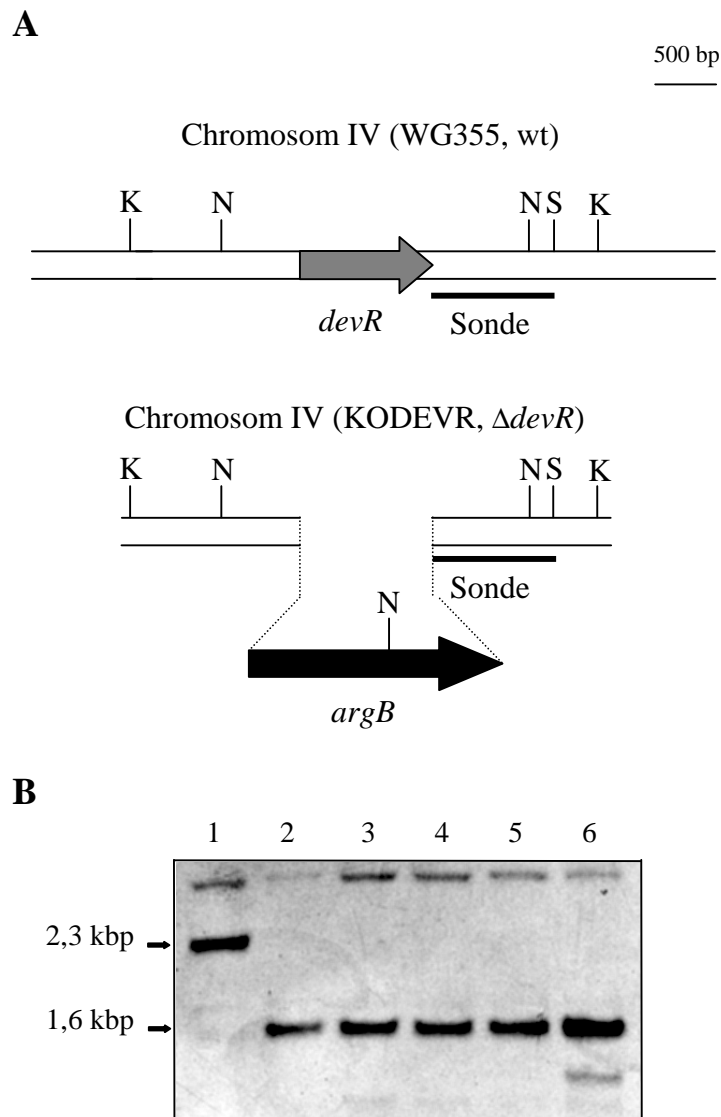 A
500 bp
Chromosom IV (WG355, wt)
K N N S K
devR Sonde
Chromosom IV (KODEVR, ΔdevR)
K N N S K
Sonde
N
argB
B
1 2 3 4 5 6
2,3 kbp
1,6 kbp